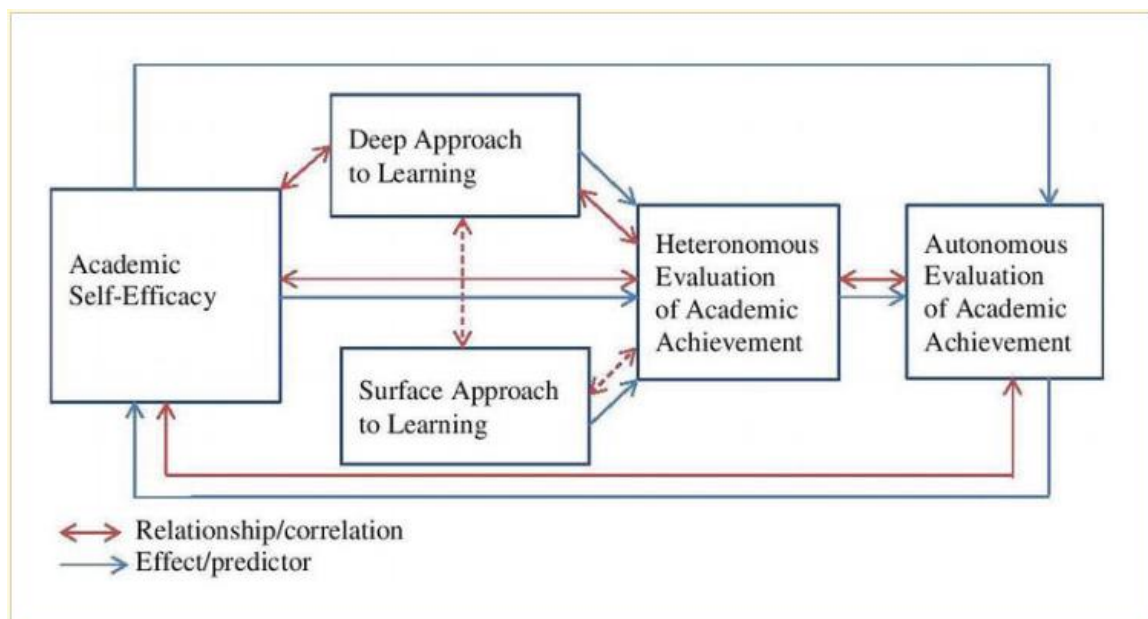 Deep Approach
to Learning
Academic
Self-Efficacy
Heteronomous
Evaluation
of Academic
Achievement
Autonomous
Evaluation
of Academic
Achievement
Surface Approach
to Learning
Relationship/correlation
Effect/predictor